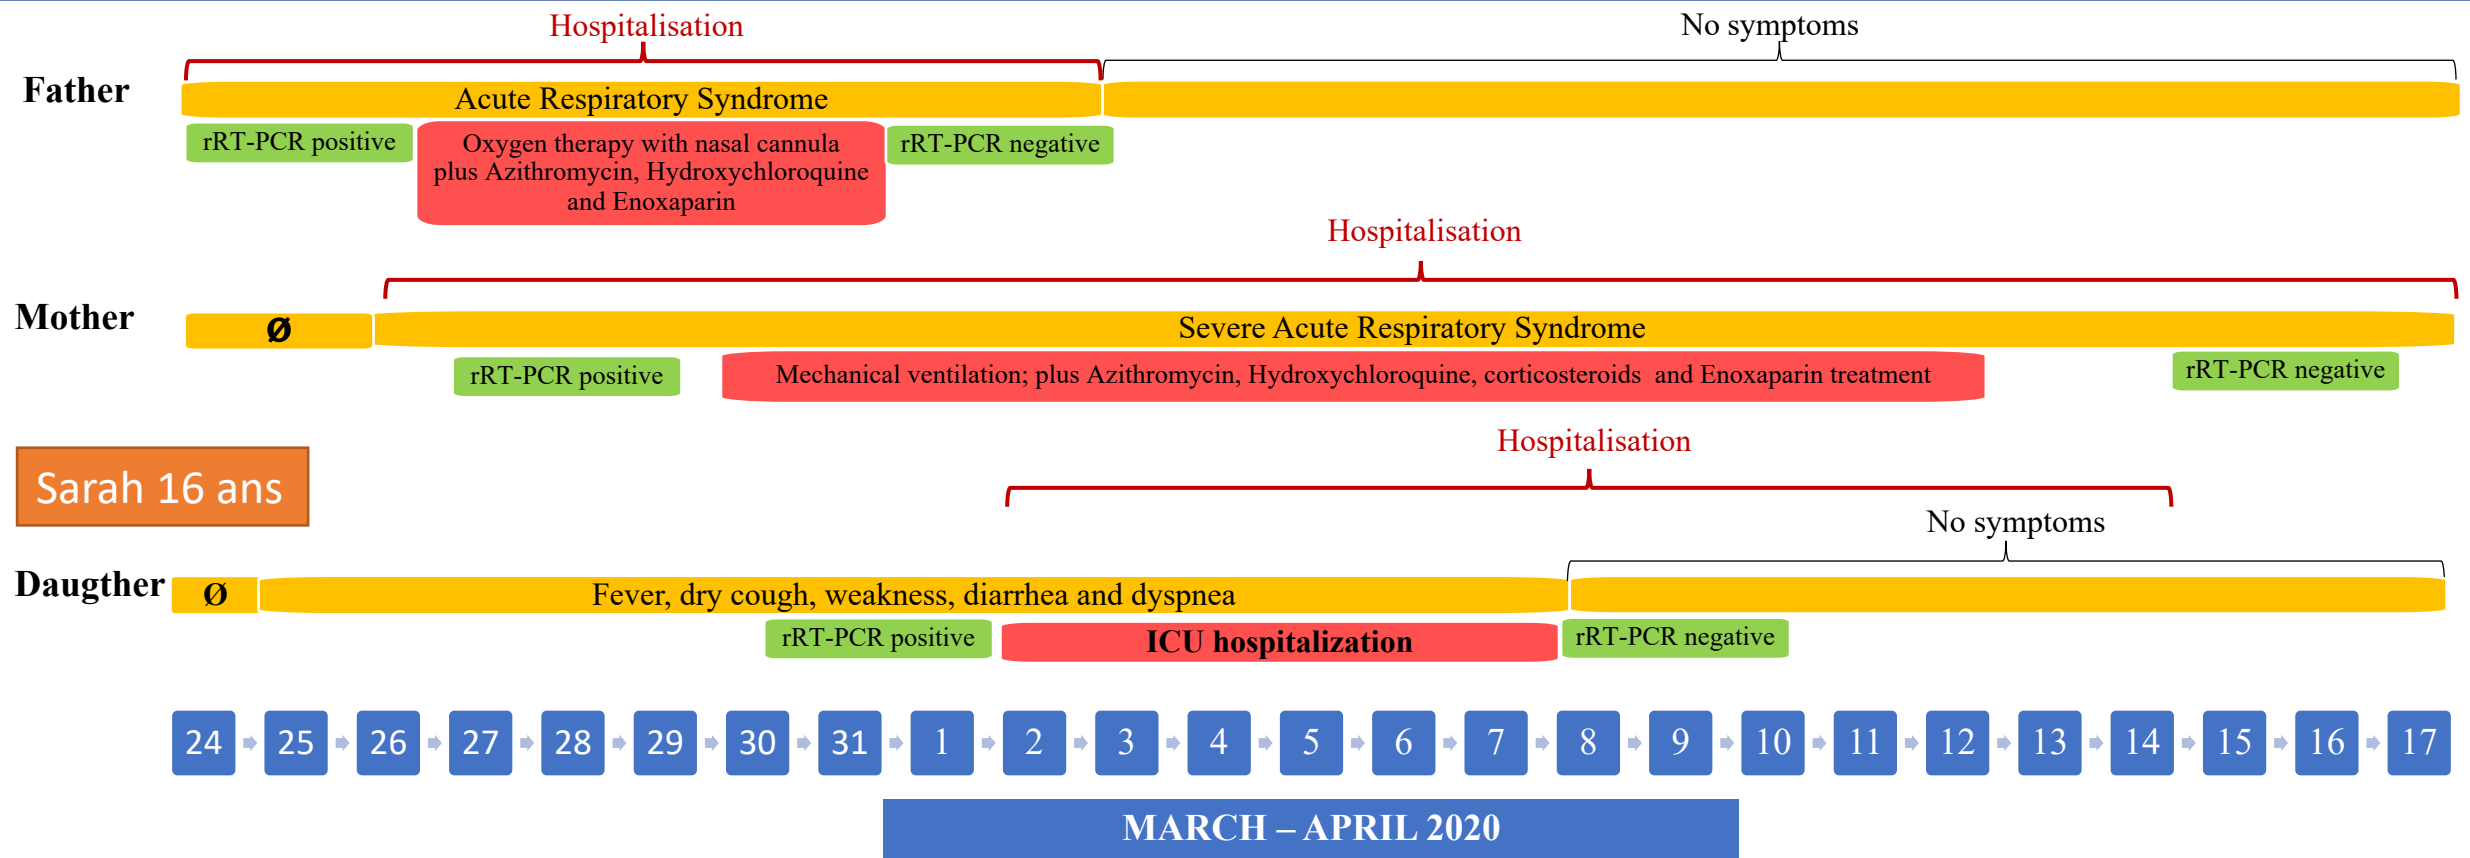 Hospitalisation
No symptoms
Father
Acute Respiratory Syndrome
rRT-PCR positive
Oxygen therapy with nasal cannula
plus Azithromycin, Hydroxychloroquine
and Enoxaparin
rRT-PCR negative
Hospitalisation
Mother
Ø
Severe Acute Respiratory Syndrome
rRT-PCR positive
Mechanical ventilation; plus Azithromycin, Hydroxychloroquine, corticosteroids and Enoxaparin treatment
rRT-PCR negative
Hospitalisation
Sarah 16 ans
No symptoms
Daugther
Ø
Fever, dry cough, weakness, diarrhea and dyspnea
rRT-PCR positive
ICU hospitalization
rRT-PCR negative
24 25 26 27 28 29 30 31 1 2 3 4 5 6 7 8 9 10 11 12 13 14 15 16 17
MARCH – APRIL 2020